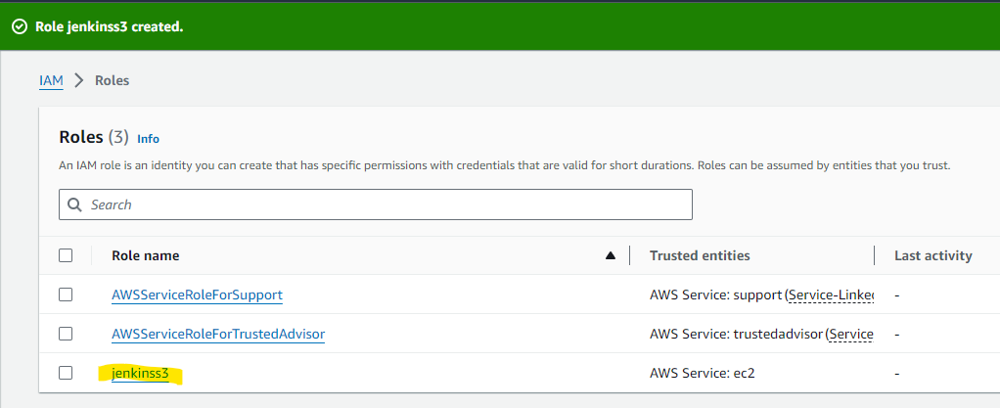 Role jenkinss3 created.
IAM > Roles
Roles (3) Info
An IAM role is an identity you can create that has specific permissions with credentials that are valid for short durations. Roles can be assumed by entities that you trust.
Search
Role name Trusted entities Last activity
AWSServiceRoleForSupport AWS Service: support (Service-Linke -
AWSServiceRoleForTrustedAdvisor AWS Service: trustedadvisor (Service -
jenkinss3 AWS Service: ec2 -